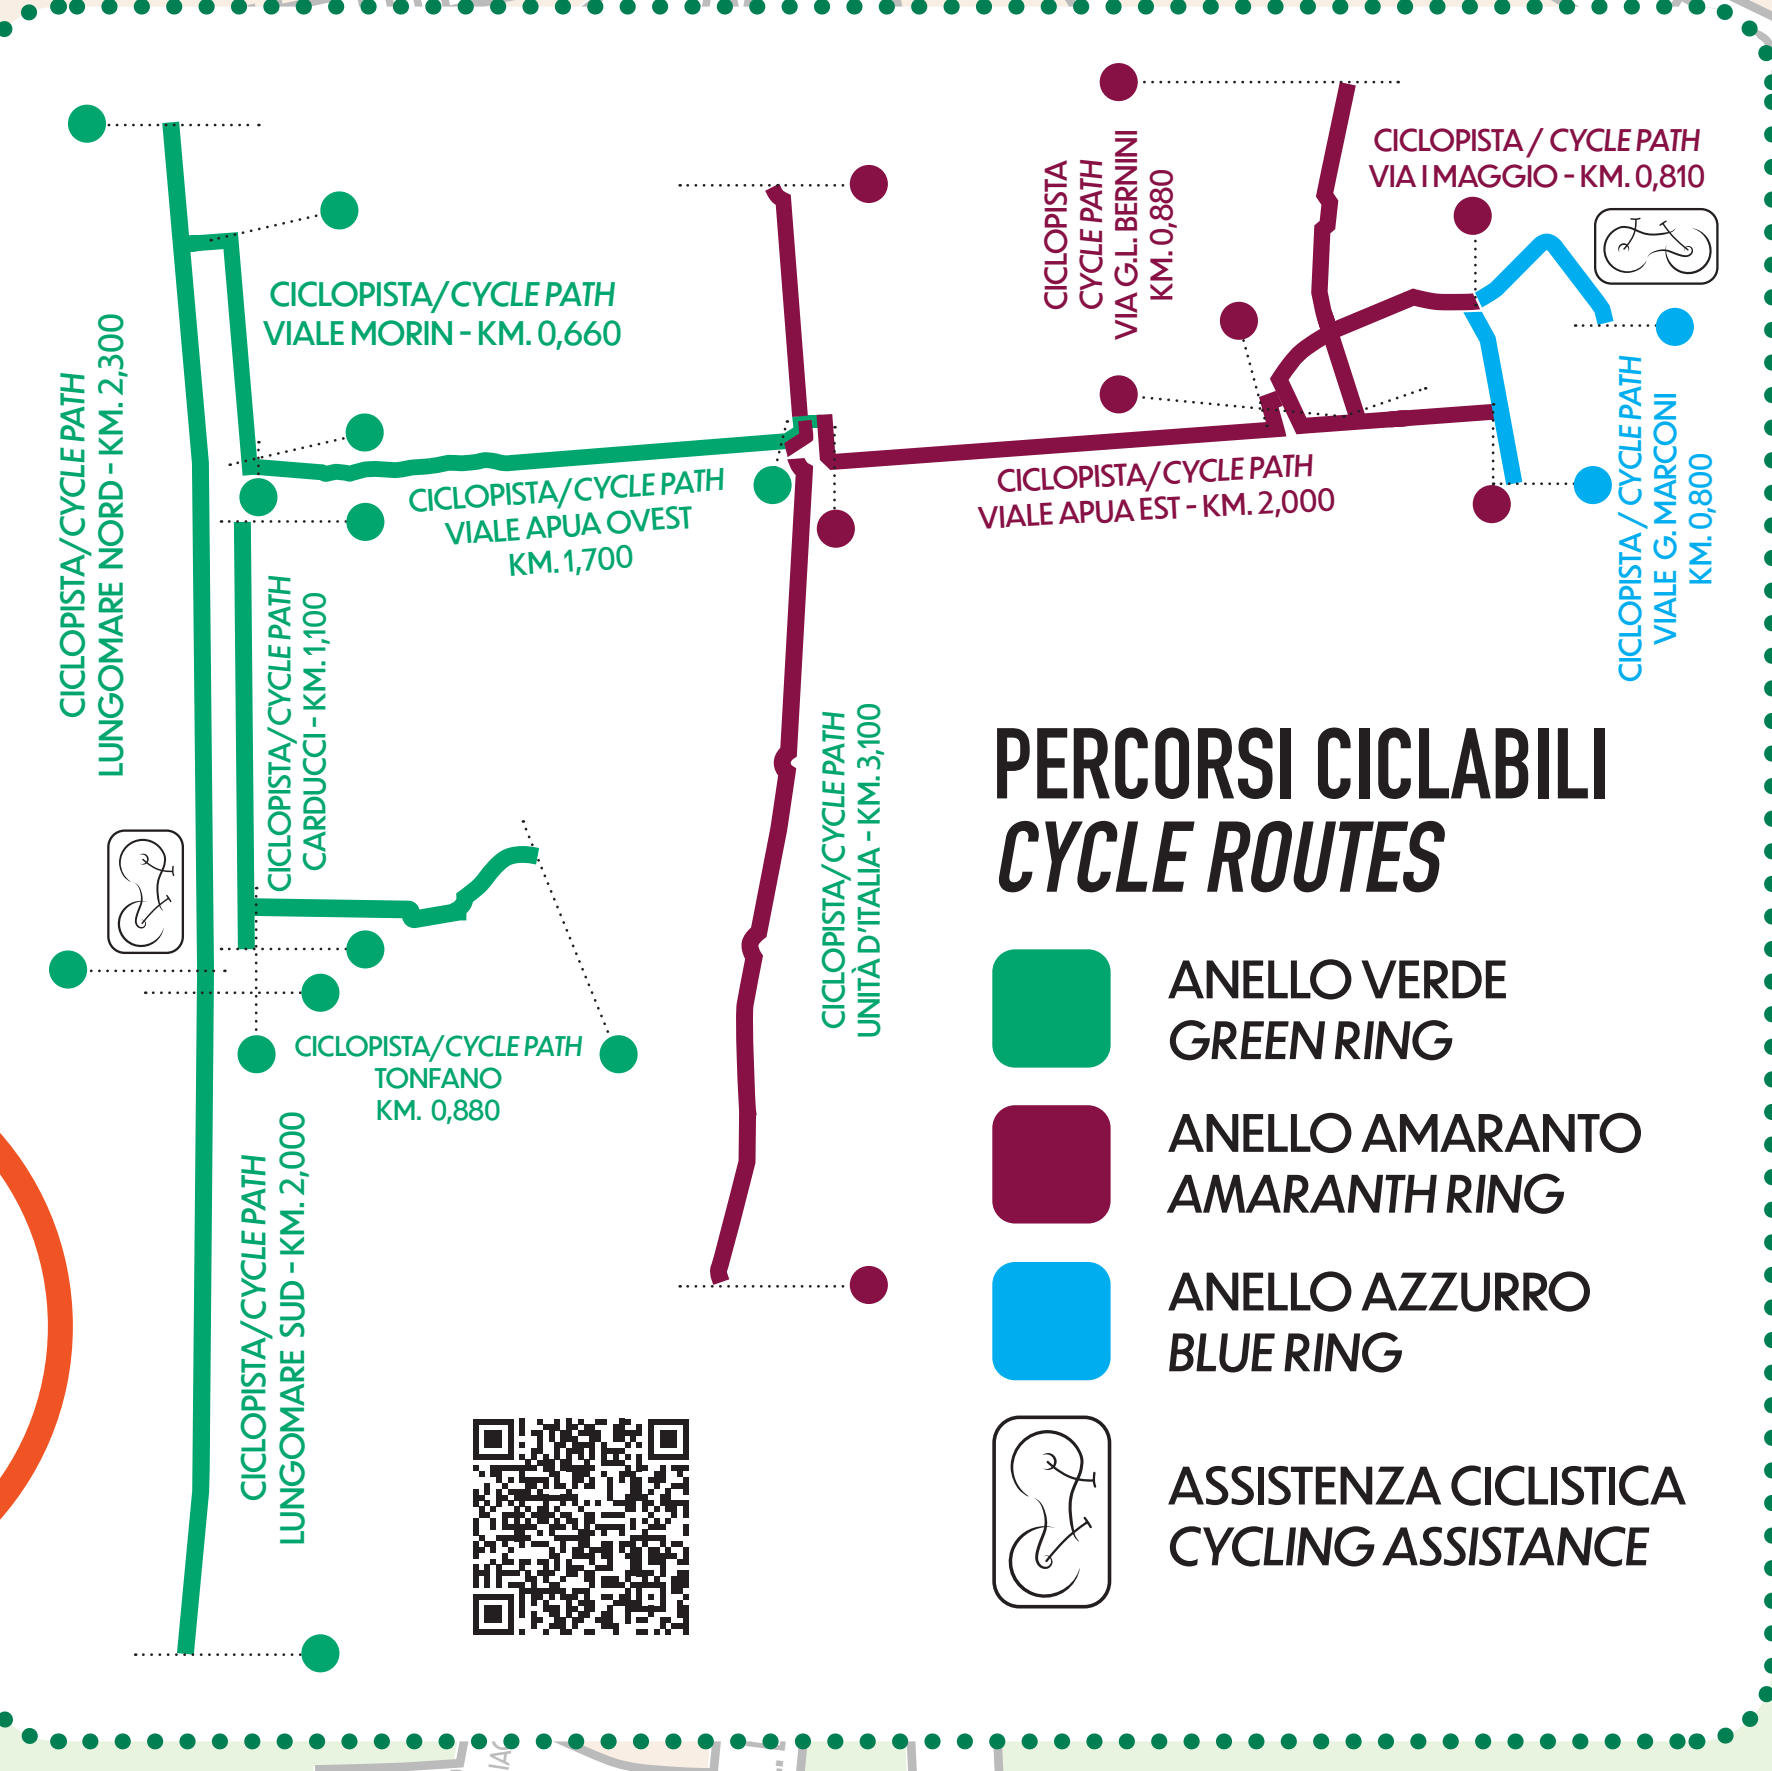 CICLOPISTA/CYCLE PATH
LUNGOMARE NORD - KM. 2,300
CICLOPISTA/CYCLE PATH
VIALE MORIN - KM. 0,660
CICLOPISTA/CYCLE PATH
VIALE APUA OVEST
KM. 1,700
CICLOPISTA/CYCLE PATH
CARDUCCI - KM. 1,100
CICLOPISTA/CYCLE PATH
TONFANO
KM. 0,880
CICLOPISTA/CYCLE PATH
LUNGOMARE SUD - KM. 2,000
CICLOPISTA/CYCLE PATH
UNITÀ D'ITALIA - KM. 3,100
CICLOPISTA
CYCLE PATH
VIA G.L. BERNINI
KM. 0,880
CICLOPISTA / CYCLE PATH
VIA I MAGGIO - KM. 0,810
CICLOPISTA/CYCLE PATH
VIALE APUA EST - KM. 2,000
CICLOPISTA / CYCLE PATH
VIALE G. MARCONI
KM. 0,800
PERCORSI CICLABILI
CYCLE ROUTES
ANELLO VERDE
GREEN RING
ANELLO AMARANTO
AMARANTH RING
ANELLO AZZURRO
BLUE RING
ASSISTENZA CICLISTICA
CYCLING ASSISTANCE